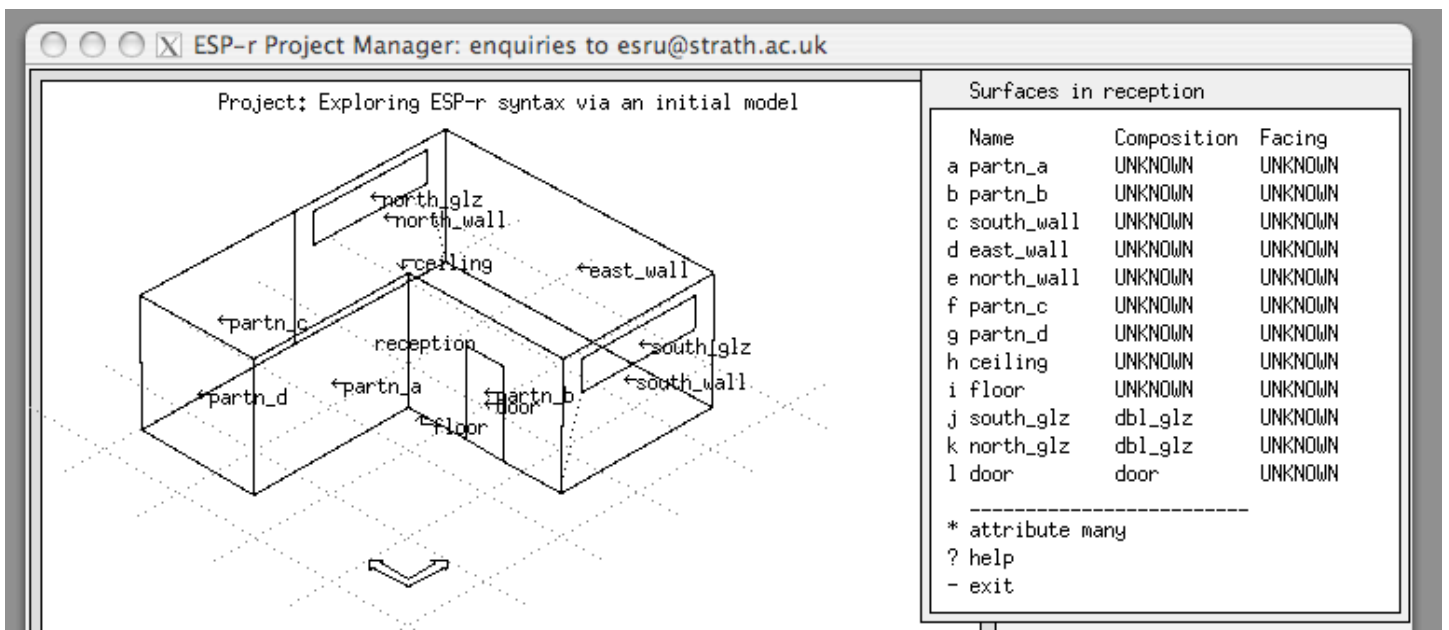 X ESP-r Project Manager: enquiries to esru@strath.ac.uk
Project: Exploring ESP-r syntax via an initial model
north_glz
north_wall
ceiling
east_wall
partn_c
reception
south_glz
partn_d
partn_a
partn_b
south_wall
door
floor
Surfaces in reception
Name Composition Facing
a partn_a UNKNOWN UNKNOWN
b partn_b UNKNOWN UNKNOWN
c south_wall UNKNOWN UNKNOWN
d east_wall UNKNOWN UNKNOWN
e north_wall UNKNOWN UNKNOWN
f partn_c UNKNOWN UNKNOWN
g partn_d UNKNOWN UNKNOWN
h ceiling UNKNOWN UNKNOWN
i floor UNKNOWN UNKNOWN
j south_glz dbl_glz UNKNOWN
k north_glz dbl_glz UNKNOWN
l door door UNKNOWN
* attribute many
? help
- exit